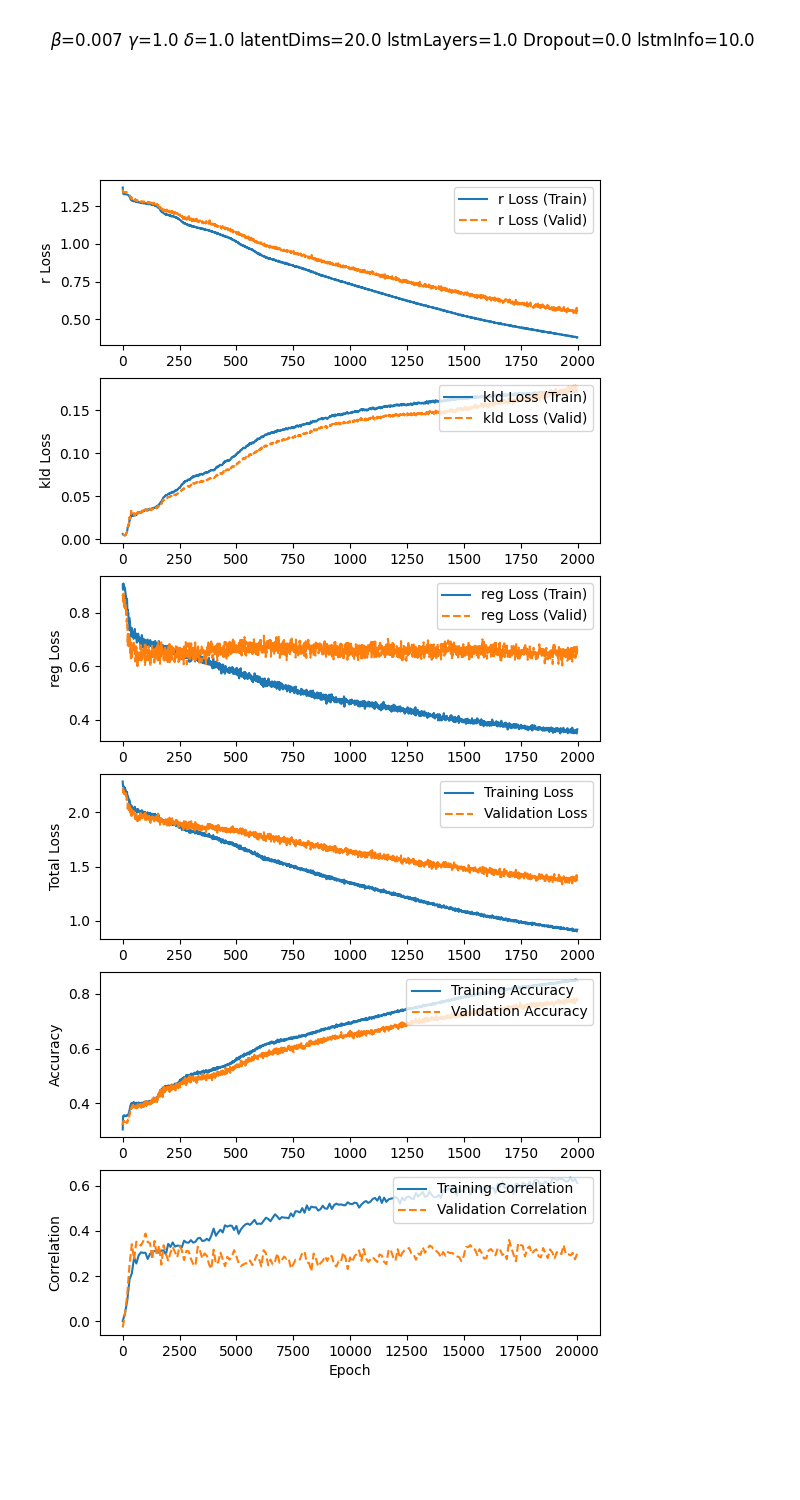 β=0.007 γ=1.0 δ=1.0 latentDims=20.0 lstmLayers=1.0 Dropout=0.0 lstmInfo=10.0
r Loss
1.25
1.00
0.75
0.50
r Loss (Train)
r Loss (Valid)
0 250 500 750 1000 1250 1500 1750 2000
kld Loss
0.15
0.10
0.05
0.00
kld Loss (Train)
kld Loss (Valid)
0 250 500 750 1000 1250 1500 1750 2000
reg Loss
0.8
0.6
0.4
reg Loss (Train)
reg Loss (Valid)
0 250 500 750 1000 1250 1500 1750 2000
Total Loss
2.0
1.5
1.0
Training Loss
Validation Loss
0 250 500 750 1000 1250 1500 1750 2000
Accuracy
0.8
0.6
0.4
Training Accuracy
Validation Accuracy
0 250 500 750 1000 1250 1500 1750 2000
Correlation
0.6
0.4
0.2
0.0
Training Correlation
Validation Correlation
0 2500 5000 7500 10000 12500 15000 17500 20000
Epoch